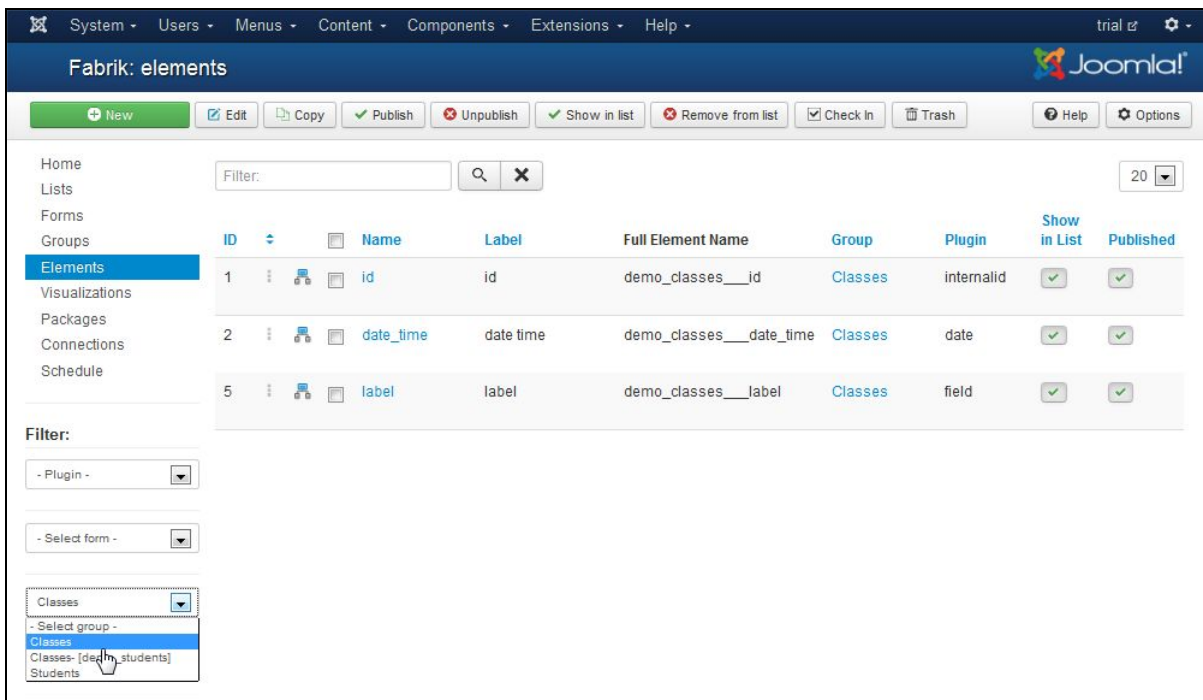 System Users Menus Content Components Extensions Help trial
Fabrik: elements Joomla!
New Edit Copy Publish Unpublish Show in list Remove from list Check In Trash Help Options
Home
Lists
Forms
Groups
Elements
Visualizations
Packages
Connections
Schedule
Filter:
- Plugin -
- Select form -
Classes
- Select group -
Classes
Classes- [de students]
Students
Filter: 20
ID Name Label Full Element Name Group Plugin Show in List Published
1 id id demo_classes___id Classes internalid
2 date_time date time demo_classes___date_time Classes date
5 label label demo_classes___label Classes field